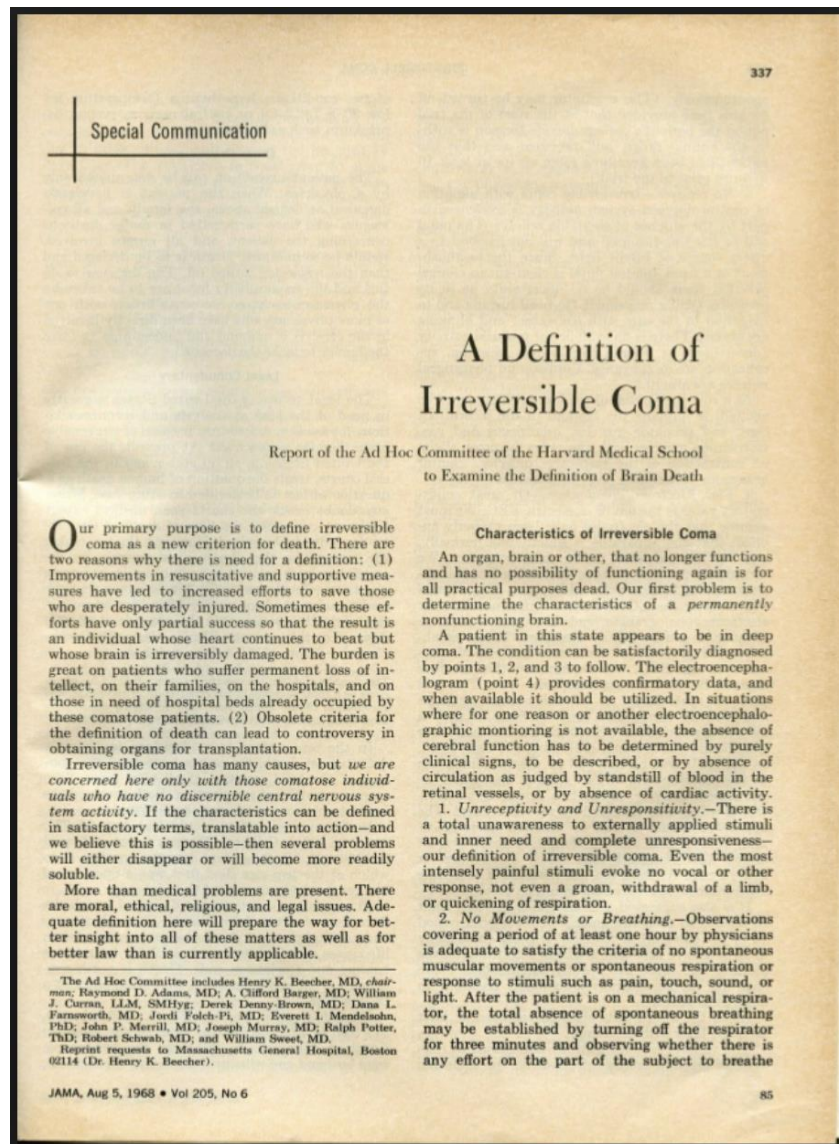 337
Special Communication
A Definition of
Irreversible Coma
Report of the Ad Hoc Committee of the Harvard Medical School
to Examine the Definition of Brain Death
Our primary purpose is to define irreversible
coma as a new criterion for death. There are
two reasons why there is need for a definition: (1)
Improvements in resuscitative and supportive mea-
sures have led to increased efforts to save those
who are desperately injured. Sometimes these ef-
forts have only partial success so that the result is
an individual whose heart continues to beat but
whose brain is irreversibly damaged. The burden is
great on patients who suffer permanent loss of in-
tellect, on their families, on the hospitals, and on
those in need of hospital beds already occupied by
these comatose patients. (2) Obsolete criteria for
the definition of death can lead to controversy in
obtaining organs for transplantation.
Irreversible coma has many causes, but we are
concerned here only with those comatose individ-
uals who have no discernible central nervous sys-
tem activity. If the characteristics can be defined
in satisfactory terms, translatable into action—and
we believe this is possible—then several problems
will either disappear or will become more readily
soluble.
More than medical problems are present. There
are moral, ethical, religious, and legal issues. Ade-
quate definition here will prepare the way for bet-
ter insight into all of these matters as well as for
better law than is currently applicable.
The Ad Hoc Committee includes Henry K. Beecher, MD, chair-
man; Raymond D. Adams, MD; A. Clifford Barger, MD; William
J. Curran, LLM, SMHyg; Derek Denny-Brown, MD; Dana L.
Farnsworth, MD; Jordi Folch-Pi, MD; Everett I. Mendelsohn,
PhD; John P. Merrill, MD; Joseph Murray, MD; Ralph Potter,
ThD; Robert Schwab, MD; and William Sweet, MD.
Reprint requests to Massachusetts General Hospital, Boston
02114 (Dr. Henry K. Beecher).
Characteristics of Irreversible Coma
An organ, brain or other, that no longer functions
and has no possibility of functioning again is for
all practical purposes dead. Our first problem is to
determine the characteristics of a permanently
nonfunctioning brain.
A patient in this state appears to be in deep
coma. The condition can be satisfactorily diagnosed
by points 1, 2, and 3 to follow. The electroencepha-
logram (point 4) provides confirmatory data, and
when available it should be utilized. In situations
where for one reason or another electroencephalo-
graphic montioring is not available, the absence of
cerebral function has to be determined by purely
clinical signs, to be described, or by absence of
circulation as judged by standstill of blood in the
retinal vessels, or by absence of cardiac activity.
1. Unreceptivity and Unresponsitivity.—There is
a total unawareness to externally applied stimuli
and inner need and complete unresponsiveness—
our definition of irreversible coma. Even the most
intensely painful stimuli evoke no vocal or other
response, not even a groan, withdrawal of a limb,
or quickening of respiration.
2. No Movements or Breathing.—Observations
covering a period of at least one hour by physicians
is adequate to satisfy the criteria of no spontaneous
muscular movements or spontaneous respiration or
response to stimuli such as pain, touch, sound, or
light. After the patient is on a mechanical respira-
tor, the total absence of spontaneous breathing
may be established by turning off the respirator
for three minutes and observing whether there is
any effort on the part of the subject to breathe
JAMA, Aug 5, 1968 • Vol 205, No 6
85